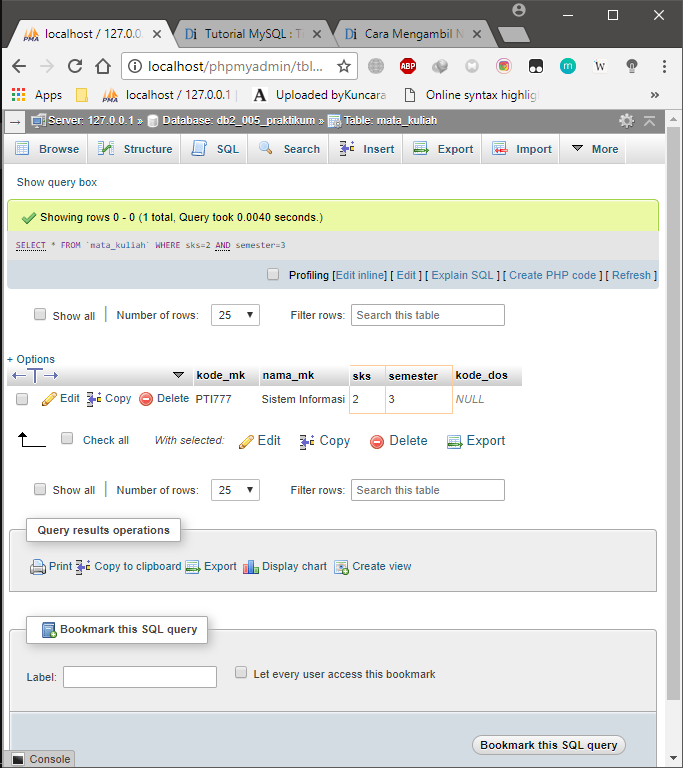 localhost / 127.0.0.1
Tutorial MySQL : T
Cara Mengambil N
localhost/phpmyadmin/tbl...
ABP
m
W
Apps
PMA
localhost / 127.0.0.1
A
Uploaded byKuncara
Online syntax highlig
»
Server: 127.0.0.1 » Database: db2_005_praktikum » Table: mata_kuliah
Browse Structure SQL Search Insert Export Import More
Show query box
Showing rows 0 - 0 (1 total, Query took 0.0040 seconds.)
SELECT * FROM `mata_kuliah` WHERE sks=2 AND semester=3
Profiling [Edit inline] [ Edit ] [ Explain SQL ] [ Create PHP code ] [ Refresh ]
Show all Number of rows: 25 Filter rows: Search this table
+ Options
←T→ kode_mk nama_mk sks semester kode_dos
Edit Copy Delete PTI777 Sistem Informasi 2 3 NULL
Check all With selected: Edit Copy Delete Export
Show all Number of rows: 25 Filter rows: Search this table
Query results operations
Print Copy to clipboard Export Display chart Create view
Bookmark this SQL query
Label: Let every user access this bookmark
Bookmark this SQL query
Console